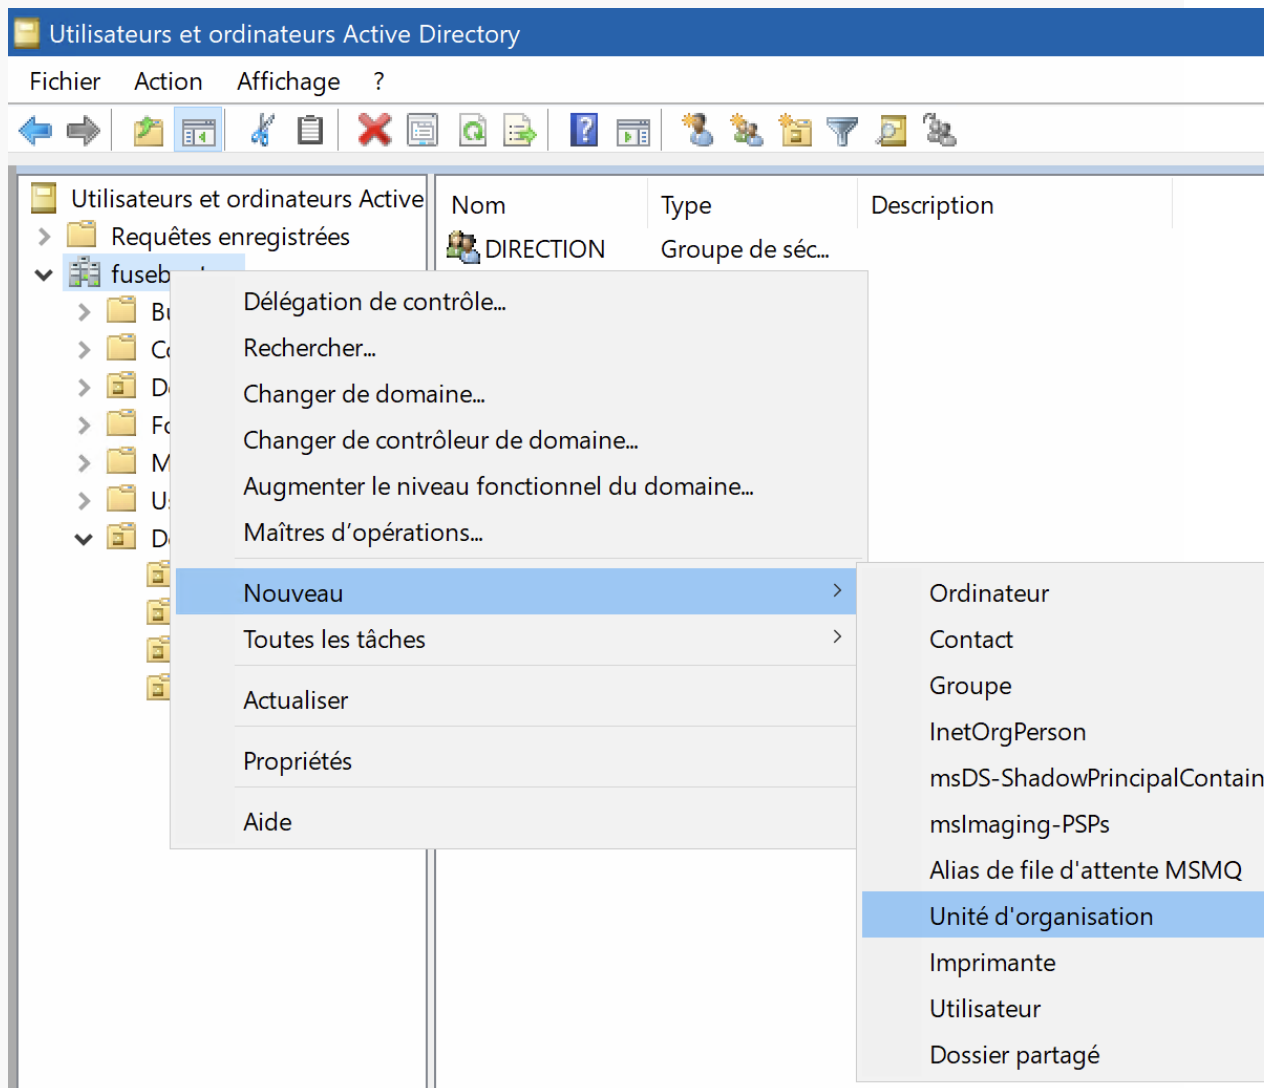 Utilisateurs et ordinateurs Active Directory
Fichier Action Affichage ?
Utilisateurs et ordinateurs Active
Requêtes enregistrées
Nom Type Description
DIRECTION Groupe de séc...
Délégation de contrôle...
Rechercher...
Changer de domaine...
Changer de contrôleur de domaine...
Augmenter le niveau fonctionnel du domaine...
Maîtres d’opérations...
Nouveau
Toutes les tâches
Actualiser
Propriétés
Aide
Ordinateur
Contact
Groupe
InetOrgPerson
msDS-ShadowPrincipalContain
msImaging-PSPs
Alias de file d'attente MSMQ
Unité d'organisation
Imprimante
Utilisateur
Dossier partagé